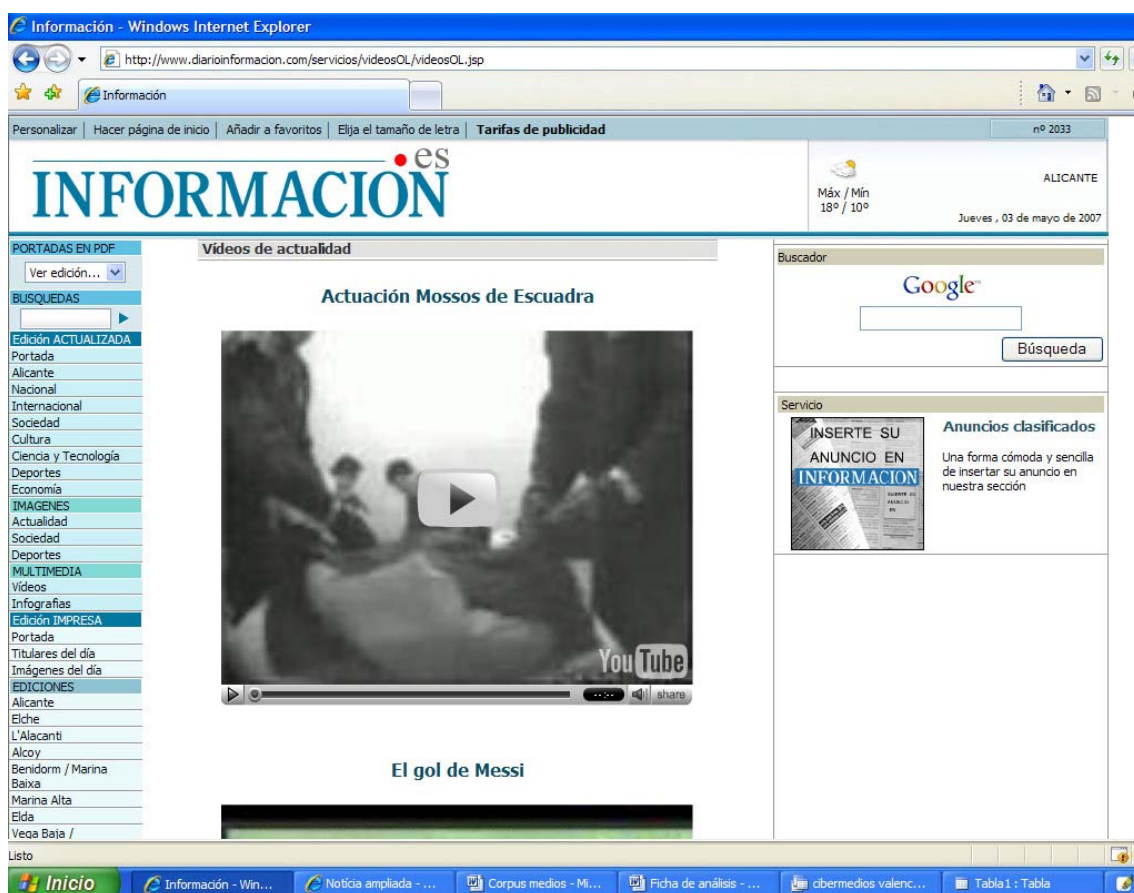 Información - Windows Internet Explorer
http://www.diarioinformacion.com/servicios/videosOL/videosOL.jsp
Información
Personalizar | Hacer página de inicio | Añadir a favoritos | Elija el tamaño de letra | Tarifas de publicidad
nº 2033
INFORMACION.es
Máx / Mín
18º / 10º
ALICANTE
Jueves , 03 de mayo de 2007
PORTADAS EN PDF
Ver edición...
BUSQUEDAS
Edición ACTUALIZADA
Portada
Alicante
Nacional
Internacional
Sociedad
Cultura
Ciencia y Tecnología
Deportes
Economía
IMAGENES
Actualidad
Sociedad
Deportes
MULTIMEDIA
Vídeos
Infografias
Edición IMPRESA
Portada
Titulares del día
Imágenes del día
EDICIONES
Alicante
Elche
L'Alacanti
Alcoy
Benidorm / Marina
Baixa
Marina Alta
Elda
Vega Baja /
Vídeos de actualidad
Actuación Mossos de Escuadra
YouTube
share
El gol de Messi
Buscador
Google
Búsqueda
Servicio
INSERTE SU
ANUNCIO EN
INFORMACION
Anuncios clasificados
Una forma cómoda y sencilla
de insertar su anuncio en
nuestra sección
Listo
Inicio
Información - Win...
Notícia ampliada - ...
Corpus medios - Mi...
Ficha de análisis - ...
cibermedios valenc...
Tabla1 : Tabla